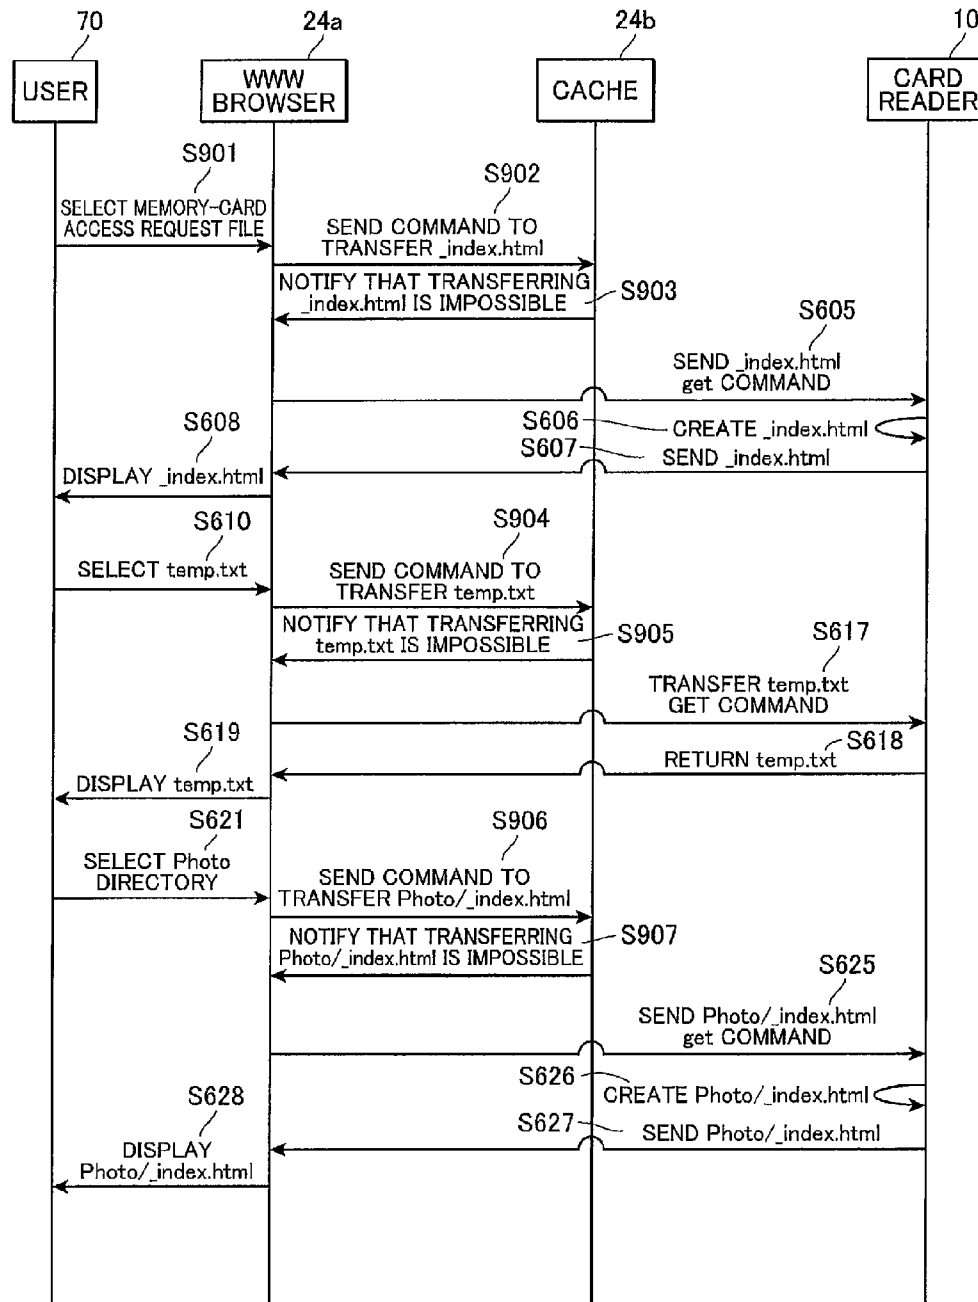 70
24a
24b
10
USER
WWW
BROWSER
CACHE
CARD
READER
S901
SELECT MEMORY-CARD
ACCESS REQUEST FILE
S902
SEND COMMAND TO
TRANSFER _index.html
NOTIFY THAT TRANSFERRING
_index.html IS IMPOSSIBLE
S903
S605
SEND _index.html
get COMMAND
S606
CREATE _index.html
S607
SEND _index.html
S608
DISPLAY _index.html
S610
SELECT temp.txt
S904
SEND COMMAND TO
TRANSFER temp.txt
NOTIFY THAT TRANSFERRING
temp.txt IS IMPOSSIBLE
S905
S617
TRANSFER temp.txt
GET COMMAND
S618
RETURN temp.txt
S619
DISPLAY temp.txt
S621
SELECT Photo
DIRECTORY
S906
SEND COMMAND TO
TRANSFER Photo/_index.html
NOTIFY THAT TRANSFERRING
Photo/_index.html IS IMPOSSIBLE
S907
S625
SEND Photo/_index.html
get COMMAND
S626
CREATE Photo/_index.html
S627
SEND Photo/_index.html
S628
DISPLAY
Photo/_index.html